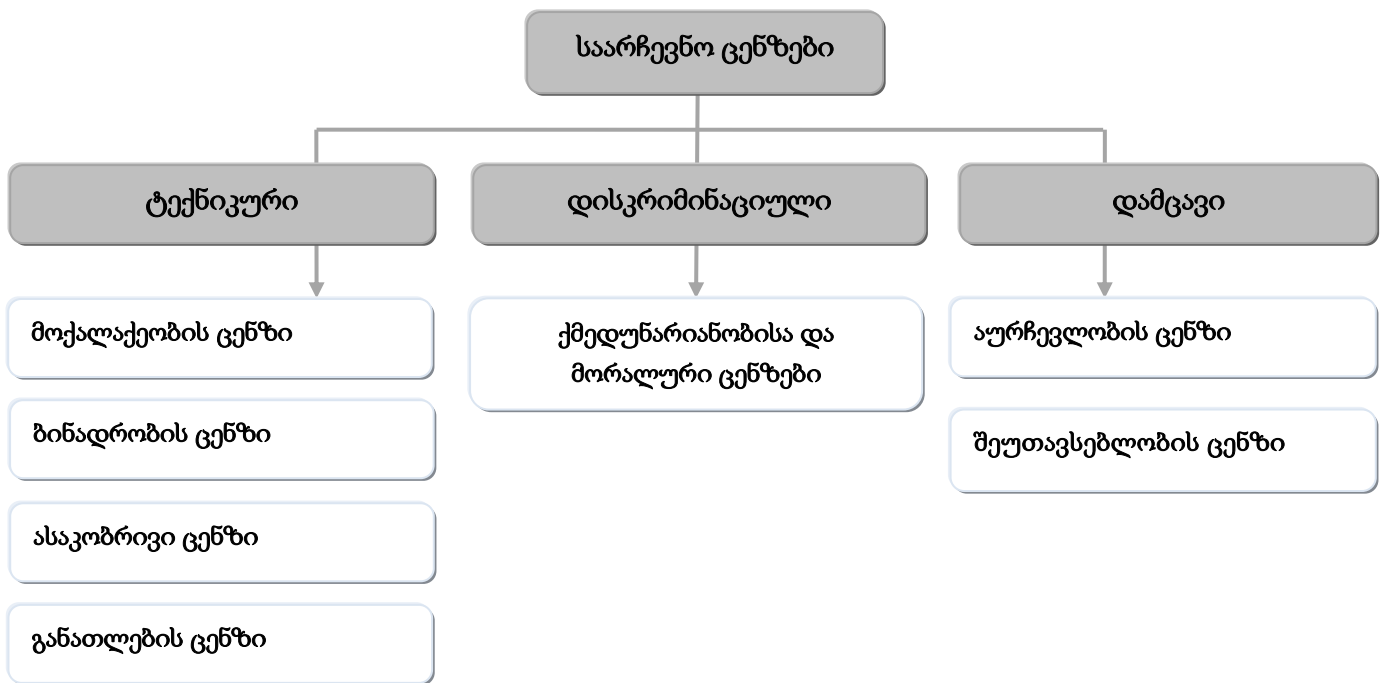 საარჩევნო ცენზები
ტექნიკური
დისკრიმინაციული
დამცავი
მოქალაქეობის ცენზი
ბინადრობის ცენზი
ასაკობრივი ცენზი
განათლების ცენზი
ქმედუნარიანობისა და
მორალური ცენზები
აურჩევლობის ცენზი
შეუთავსებლობის ცენზი